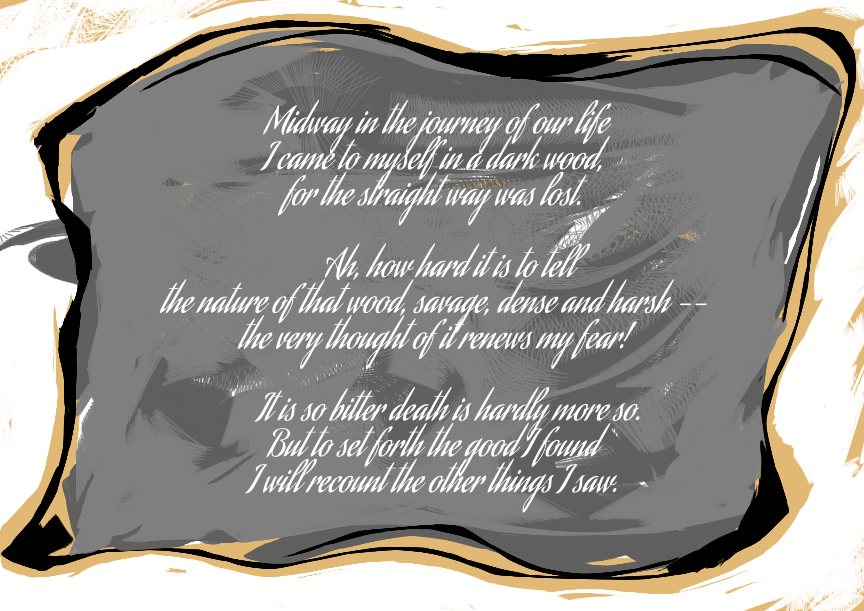 Midway in the journey of our life
I came to myself in a dark wood,
for the straight way was lost.
Ah, how hard it is to tell
the nature of that wood, savage, dense and harsh --
the very thought of it renews my fear!
It is so bitter death is hardly more so.
But to set forth the good I found
I will recount the other things I saw.